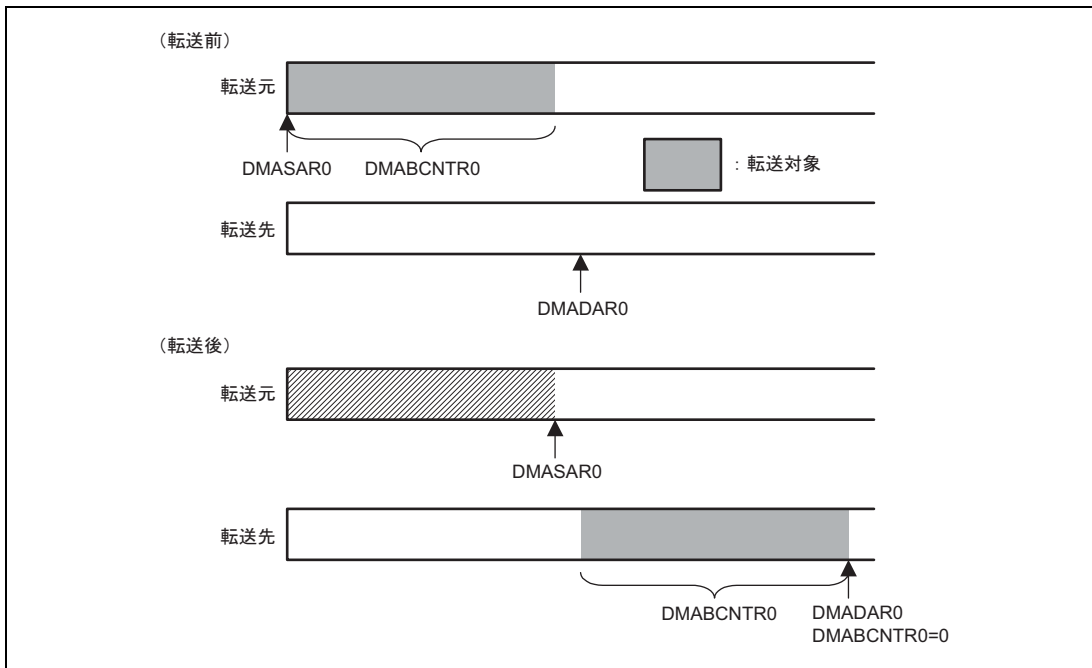 （転送前）
転送元
DMASAR0 DMABCNTR0
：転送対象
転送先
DMADAR0
（転送後）
転送元
DMASAR0
転送先
DMABCNTR0 DMADAR0
DMABCNTR0=0